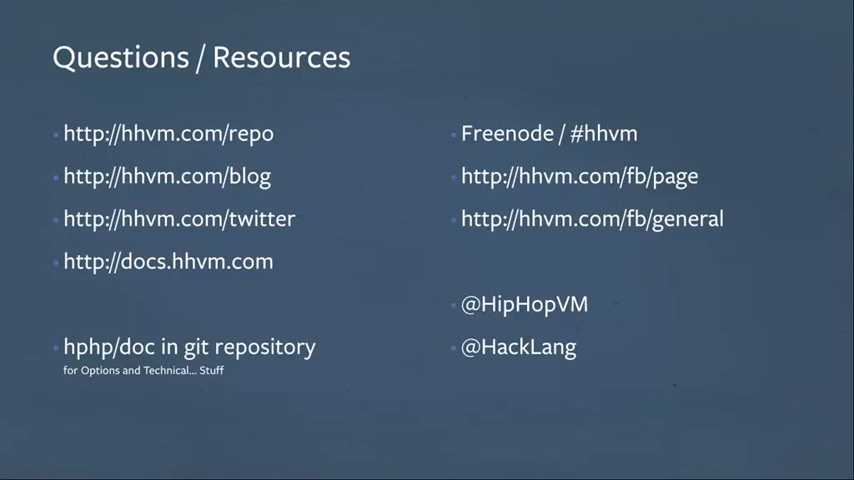 Questions / Resources
http://hhvm.com/repo
http://hhvm.com/blog
http://hhvm.com/twitter
http://docs.hhvm.com
hphp/doc in git repository
for Options and Technical... Stuff
Freenode / #hhvm
http://hhvm.com/fb/page
http://hhvm.com/fb/general
@HipHopVM
@HackLang